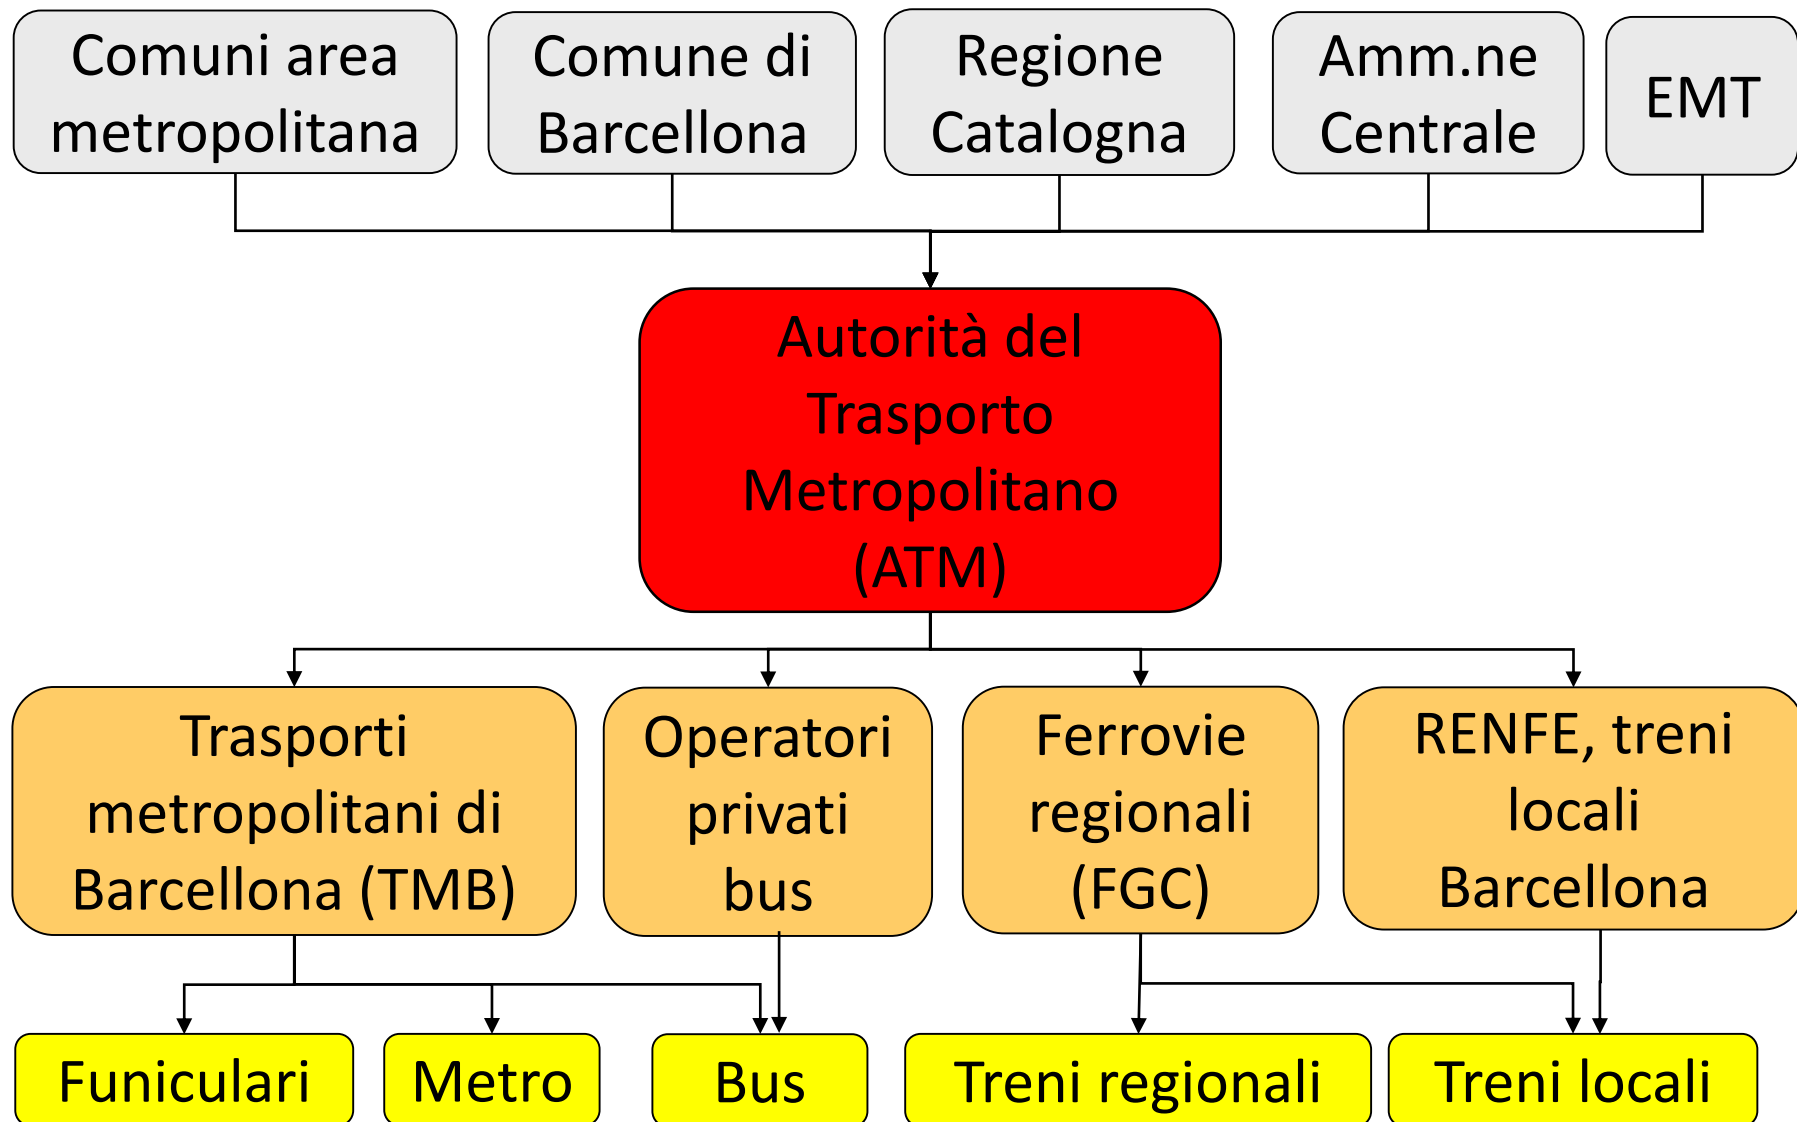 Comuni area
metropolitana
Comune di
Barcellona
Regione
Catalogna
Amm.ne
Centrale
EMT
Autorità del
Trasporto
Metropolitano
(ATM)
Trasporti
metropolitani di
Barcellona (TMB)
Operatori
privati
bus
Ferrovie
regionali
(FGC)
RENFE, treni
locali
Barcellona
Funiculari
Metro
Bus
Treni regionali
Treni locali